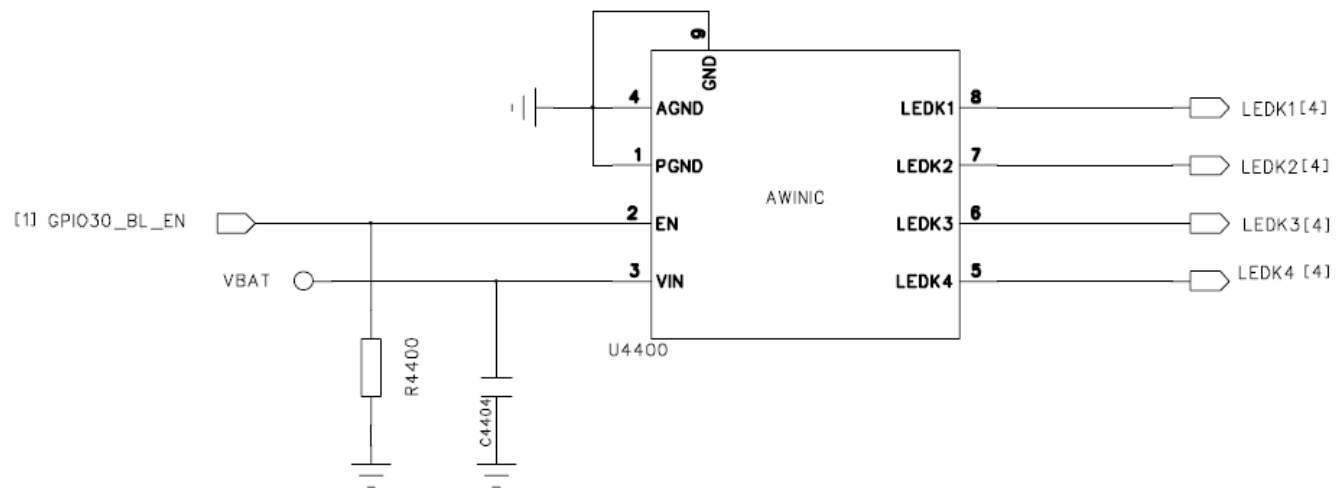 9
GND
4 AGND
LEDK1 8 LEDK1[4]
1 PGND
LEDK2 7 LEDK2[4]
AWINIC
[1] GPIO30_BL_EN 2 EN
LEDK3 6 LEDK3[4]
VBAT 3 VIN
LEDK4 5 LEDK4 [4]
U4400
R4400
C4404